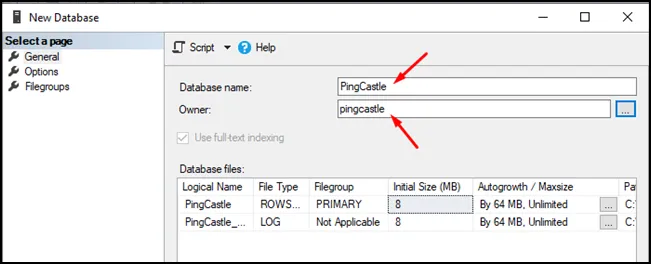 New Database
Select a page
General
Options
Filegroups
Script Help
Database name: PingCastle
Owner: pingcastle ...
Use full-text indexing
Database files:
Logical Name File Type Filegroup Initial Size (MB) Autogrowth / Maxsize Pa
PingCastle ROWS... PRIMARY 8 By 64 MB, Unlimited ... C:\
PingCastle_... LOG Not Applicable 8 By 64 MB, Unlimited ... C:\